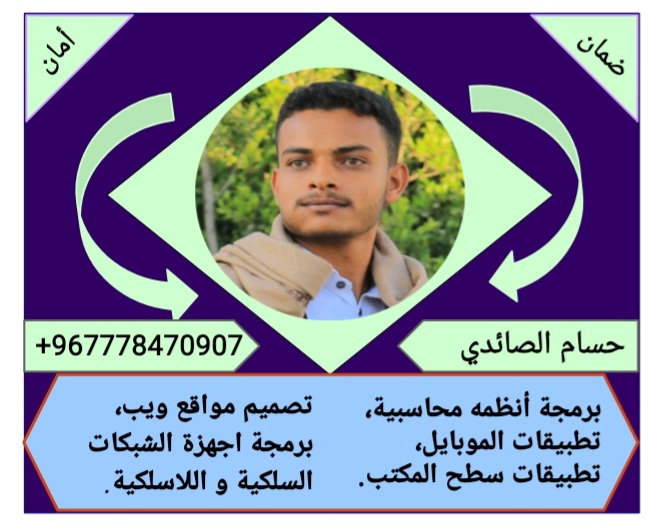 ضمان
أمان
حسام الصائدي
+967778470907
برمجة أنظمه محاسبية،
تطبيقات الموبايل،
تطبيقات سطح المكتب.
تصميم مواقع ويب،
برمجة اجهزة الشبكات
السلكية و اللاسلكية.